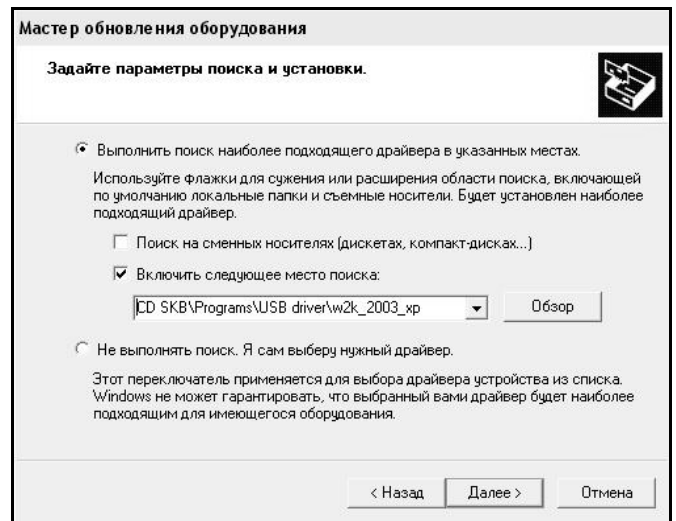 Мастер обновления оборудования
Задайте параметры поиска и установки.
Выполнить поиск наиболее подходящего драйвера в указанных местах.
Используйте флажки для сужения или расширения области поиска, включающей
по умолчанию локальные папки и съемные носители. Будет установлен наиболее
подходящий драйвер.
Поиск на сменных носителях (дискетах, компакт-дисках...)
Включить следующее место поиска:
CD SKB\Programs\USB driver\w2k_2003_xp
Обзор
Не выполнять поиск. Я сам выберу нужный драйвер.
Этот переключатель применяется для выбора драйвера устройства из списка.
Windows не может гарантировать, что выбранный вами драйвер будет наиболее
подходящим для имеющегося оборудования.
< Назад
Далее >
Отмена